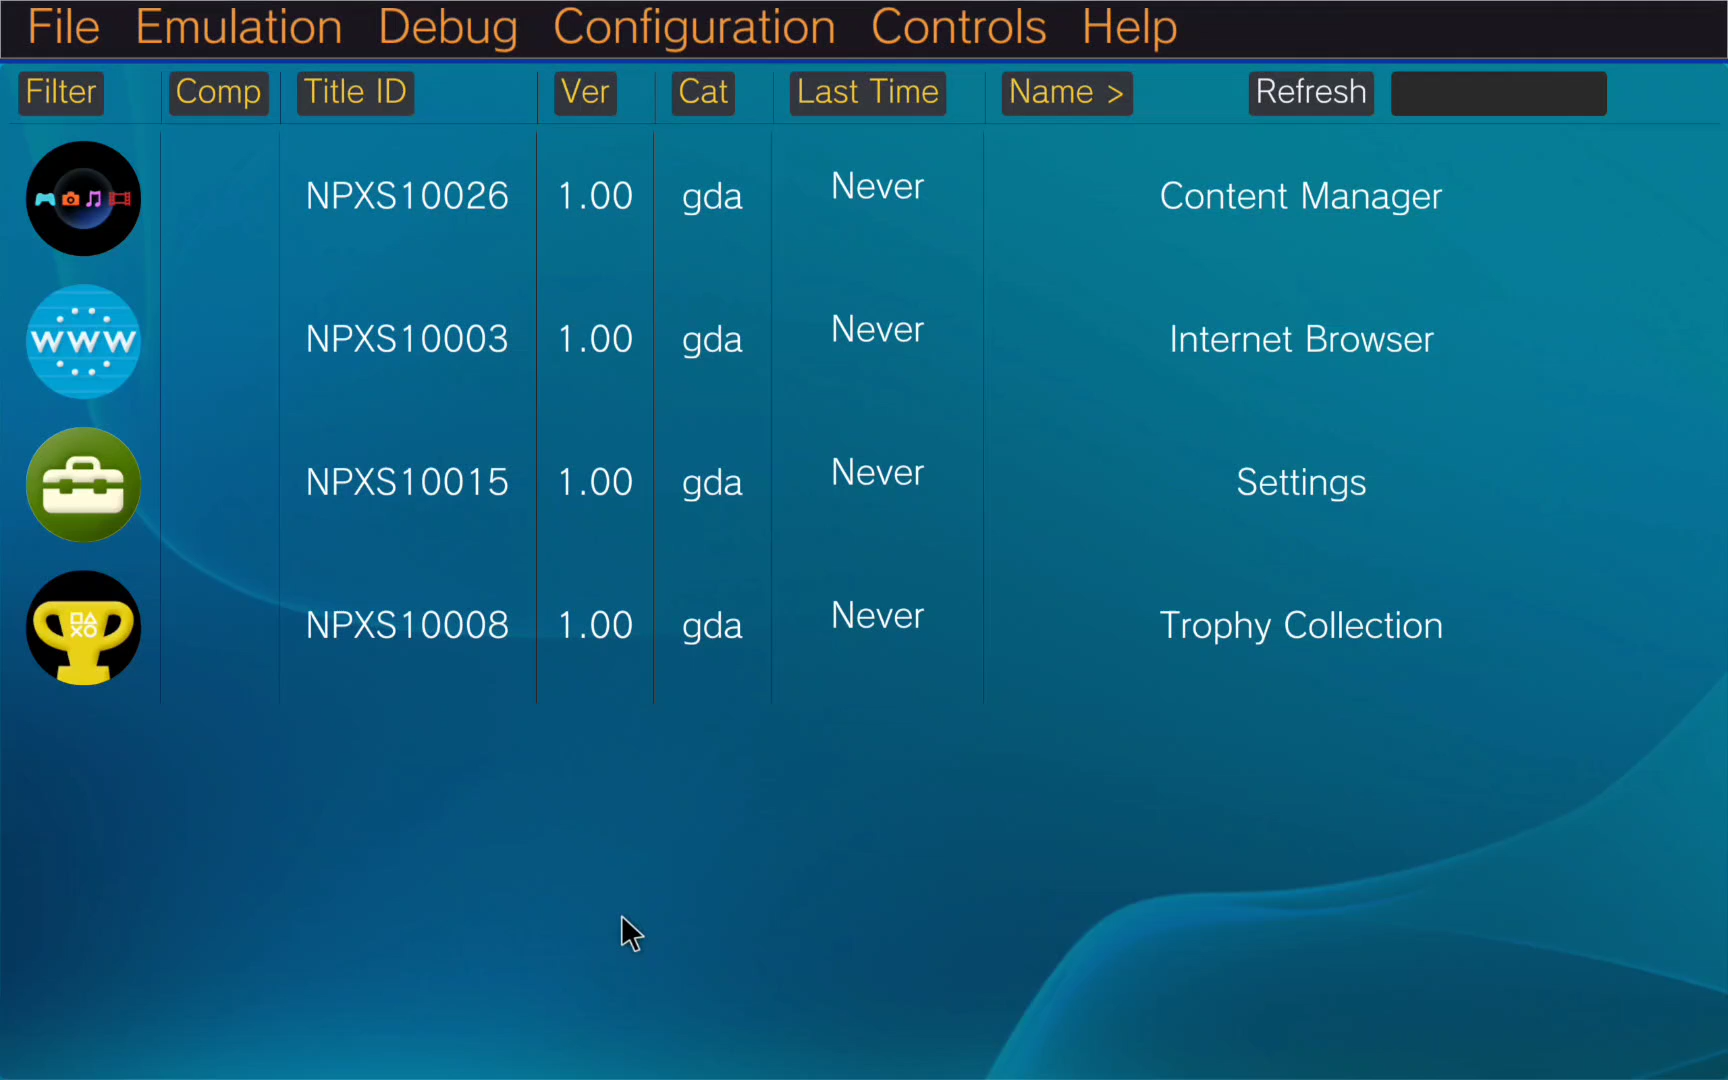 File Emulation Debug Configuration Controls Help
Filter Comp Title ID Ver Cat Last Time Name > Refresh
NPXS10026 1.00 gda Never Content Manager
WWW NPXS10003 1.00 gda Never Internet Browser
NPXS10015 1.00 gda Never Settings
NPXS10008 1.00 gda Never Trophy Collection